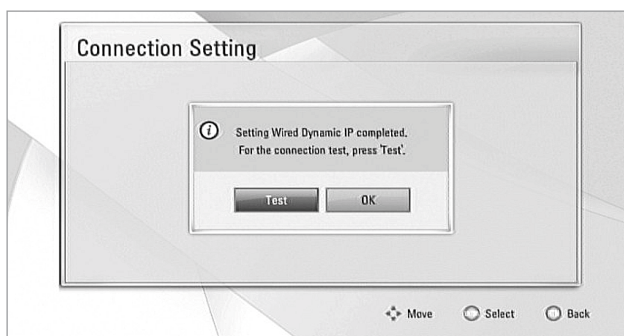 Connection Setting
Setting Wired Dynamic IP completed.
For the connection test, press 'Test'.
Test OK
Move Select Back